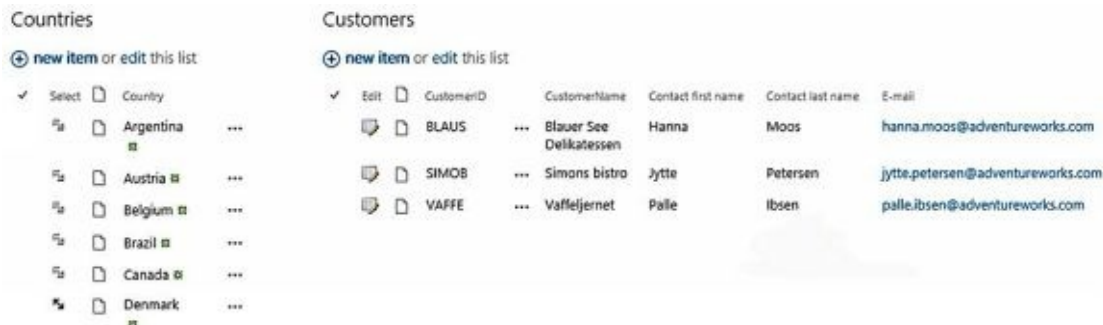 Countries
new item or edit this list
Select Country
Argentina ...
Austria ...
Belgium ...
Brazil ...
Canada ...
Denmark ...
Customers
new item or edit this list
Edit CustomerID CustomerName Contact first name Contact last name E-mail
BLAUS ... Blauer See Hanna Moos hanna.moos@adventureworks.com
Delikatessen
SIMOB ... Simons bistro Jytte Petersen jytte.petersen@adventureworks.com
VAFFE ... Vaffeljernet Palle Ibsen palle.ibsen@adventureworks.com